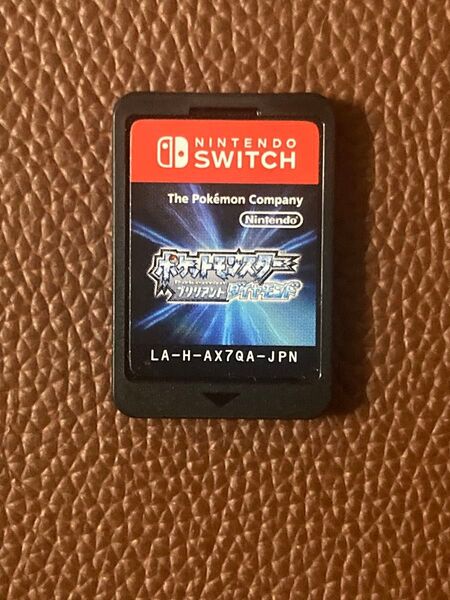 NINTENDO
SWITCH
The Pokémon Company
Nintendo
ポケットモンスター
ブリリアントダイヤモンド
LA-H-AX7QA-JPN